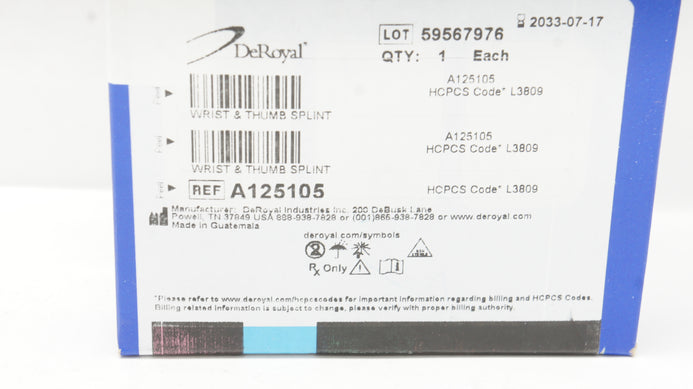 DeRoyal®
LOT 59567976
2033-07-17
QTY: 1 Each
A125105
HCPCS Code* L3809
WRIST & THUMB SPLINT
A125105
HCPCS Code* L3809
WRIST & THUMB SPLINT
REF A125105
HCPCS Code* L3809
Manufacturer: DeRoyal Industries Inc. 200 DeBusk Lane
Powell, TN 37849 USA 888-938-7828 or (001)865-938-7828 or www.deroyal.com
Made in Guatemala
deroyal.com/symbols
Rx Only
*Please refer to www.deroyal.com/hcpcscodes for important information regarding billing and HCPCS Codes.
Billing related information is subject to change, please verify with proper billing authority.